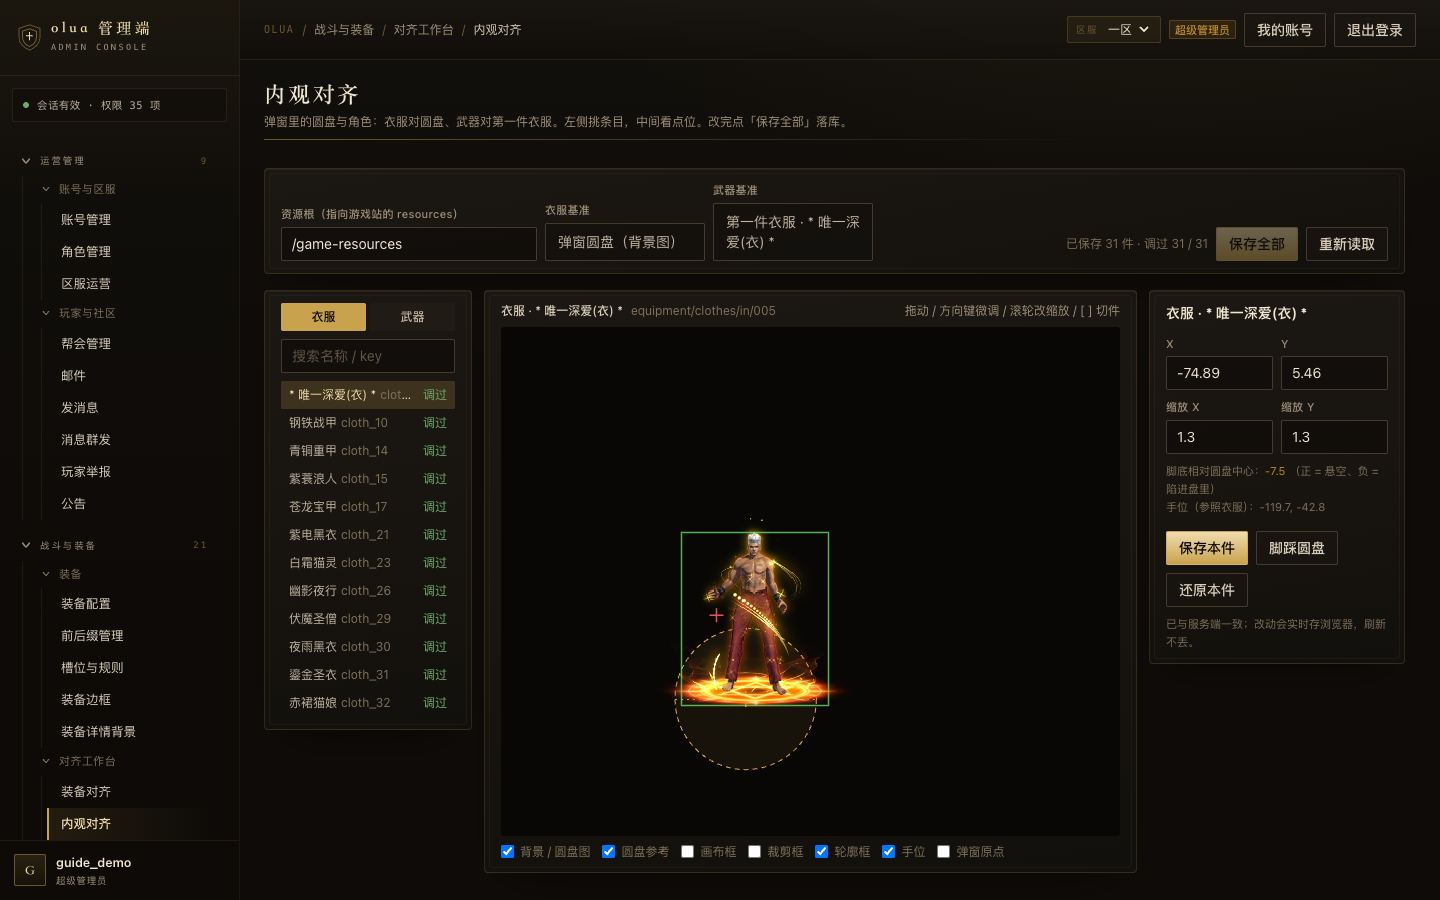 olua 管理端
ADMIN CONSOLE
会话有效 · 权限 35 项
运营管理 9
账号与区服
账号管理
角色管理
区服运营
玩家与社区
帮会管理
邮件
发消息
消息群发
玩家举报
公告
战斗与装备 21
装备
装备配置
前后缀管理
槽位与规则
装备边框
装备详情背景
对齐工作台
装备对齐
内观对齐
G
guide_demo
超级管理员
OLUA / 战斗与装备 / 对齐工作台 / 内观对齐
区服 一区
超级管理员
我的账号
退出登录
内观对齐
弹窗里的圆盘与角色：衣服对圆盘、武器对第一件衣服。左侧挑条目，中间看点位。改完点「保存全部」落库。
资源根（指向游戏站的 resources）
/game-resources
衣服基准
弹窗圆盘（背景图）
武器基准
第一件衣服 · * 唯一深
爱(衣) *
已保存 31 件 · 调过 31 / 31
保存全部
重新读取
衣服
武器
搜索名称 / key
* 唯一深爱(衣) * clot... 调过
钢铁战甲 cloth_10 调过
青铜重甲 cloth_14 调过
紫蓑浪人 cloth_15 调过
苍龙宝甲 cloth_17 调过
紫电黑衣 cloth_21 调过
白霜猫灵 cloth_23 调过
幽影夜行 cloth_26 调过
伏魔圣僧 cloth_29 调过
夜雨黑衣 cloth_30 调过
鎏金圣衣 cloth_31 调过
赤裙猫娘 cloth_32 调过
衣服 · * 唯一深爱(衣) * equipment/clothes/in/005
拖动 / 方向键微调 / 滚轮改缩放 / [ ] 切件
背景 / 圆盘图 圆盘参考 画布框 裁剪框 轮廓框 手位 弹窗原点
衣服 · * 唯一深爱(衣) *
X Y
-74.89 5.46
缩放 X 缩放 Y
1.3 1.3
脚底相对圆盘中心：-7.5 （正 = 悬空、负 =
陷进盘里）
手位（参照衣服）：-119.7, -42.8
保存本件
脚踩圆盘
还原本件
已与服务端一致；改动会实时存浏览器，刷新
不丢。